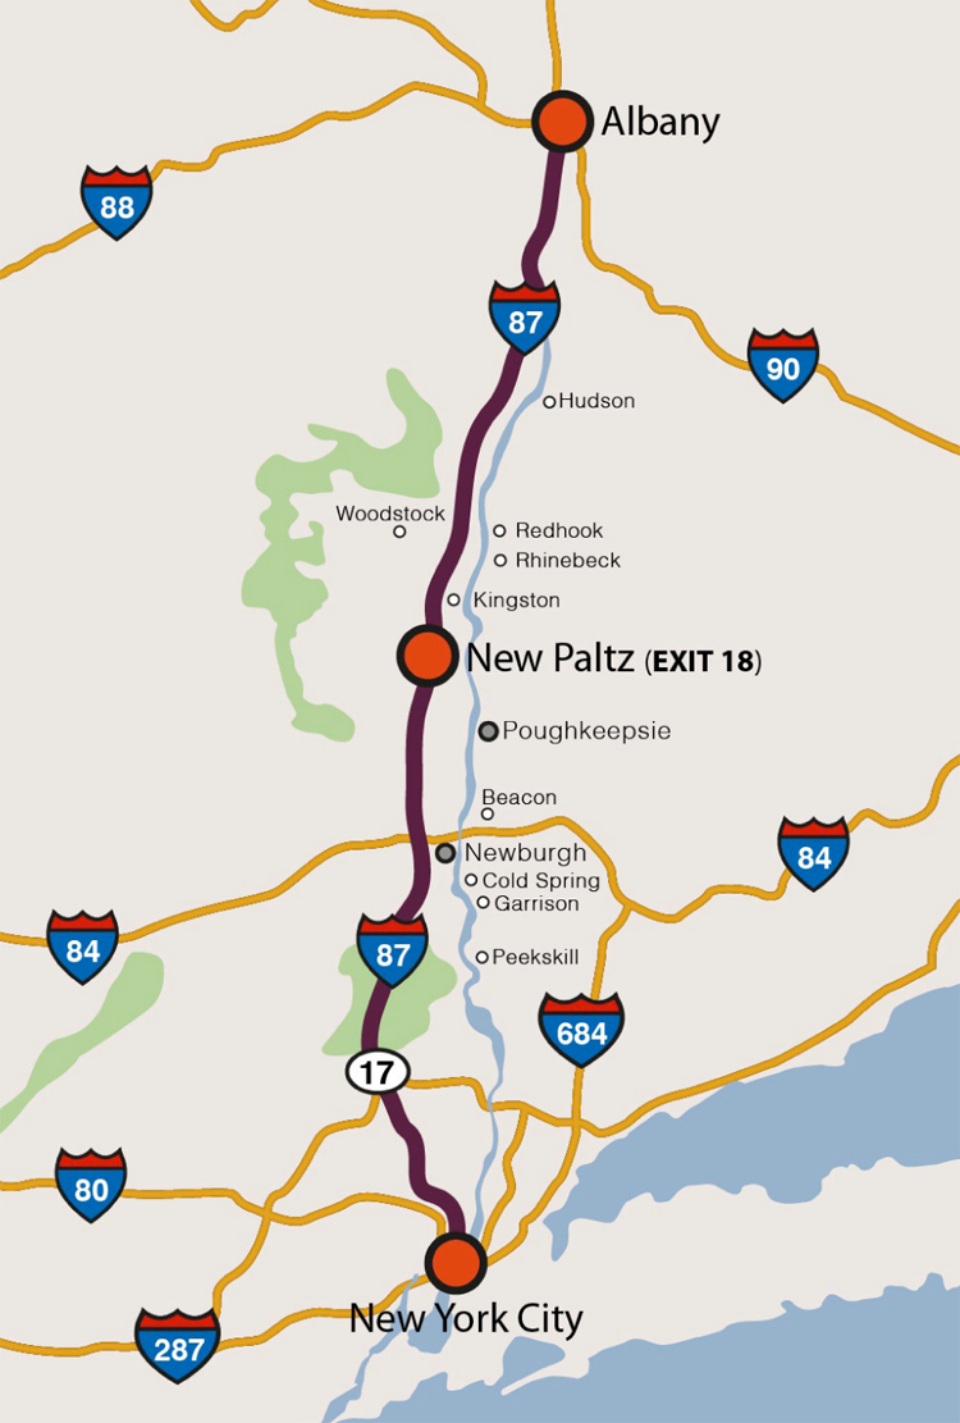 Albany
88
87
90
Hudson
Woodstock
Redhook
Rhinebeck
Kingston
New Paltz (EXIT 18)
Poughkeepsie
Beacon
84
Newburgh
Cold Spring
Garrison
84
87
Peekskill
684
17
80
New York City
287